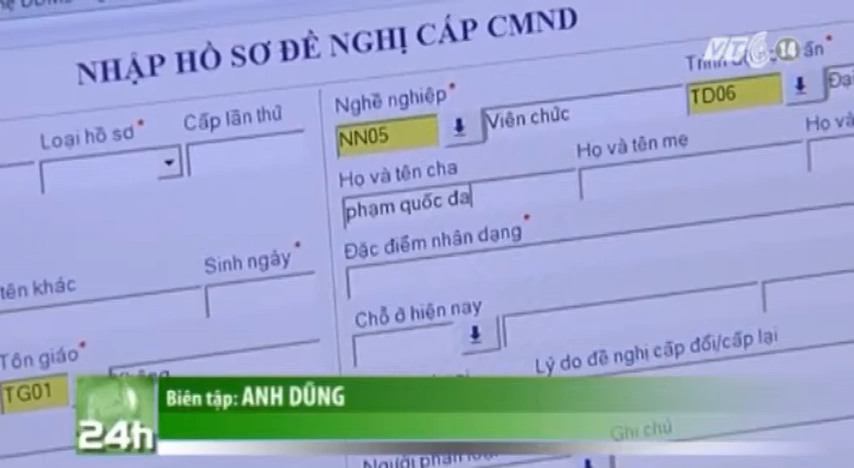 NHẬP HỒ SƠ ĐỀ NGHỊ CẤP CMND
VTC14
Loại hồ sơ*
Cấp lần thứ
Nghề nghiệp*
NN05
Viên chức
TD06
Họ và tên cha
Họ và tên mẹ
Họ và
phạm quốc đa
Đặc điểm nhân dạng*
tên khác
Sinh ngày*
Chỗ ở hiện nay
Tôn giáo*
TG01
Lý do đề nghị cấp đổi/cấp lại
Biên tập: ANH DŨNG
24h
Ghi chú